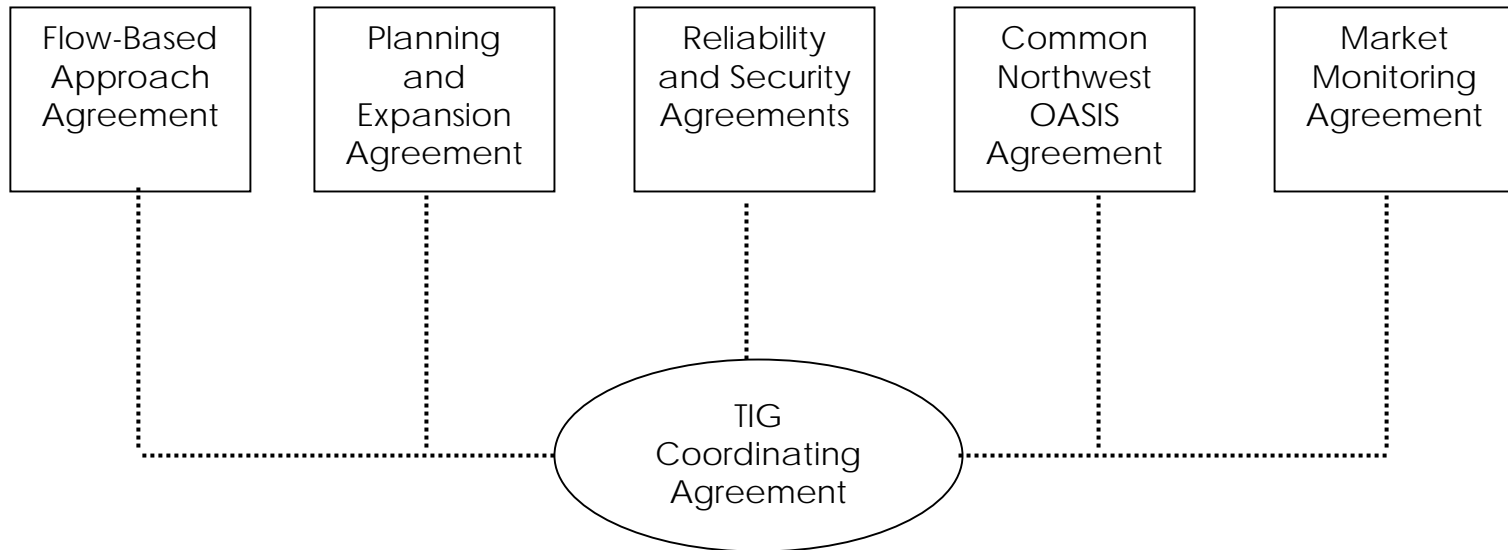 Flow-Based
Approach
Agreement
Planning
and
Expansion
Agreement
Reliability
and Security
Agreements
Common
Northwest
OASIS
Agreement
Market
Monitoring
Agreement
TIG
Coordinating
Agreement